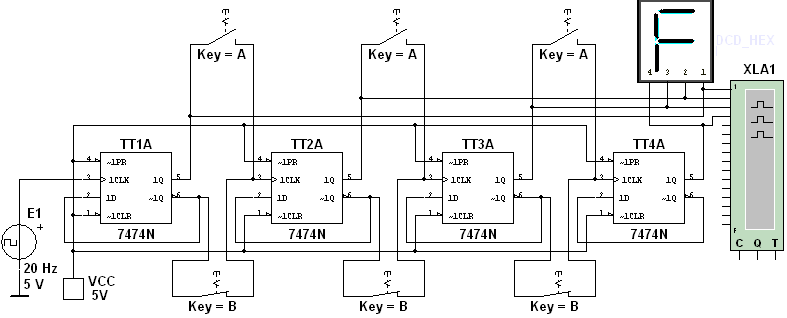 Key = A
Key = A
Key = A
DCD_HEX
4 3 2 1
XLA1
1
F
C Q T
TT1A
4 ~1PR
3 1CLK 1Q 5
2 1D ~1Q 6
1 ~1CLR
7474N
TT2A
4 ~1PR
3 1CLK 1Q 5
2 1D ~1Q 6
1 ~1CLR
7474N
TT3A
4 ~1PR
3 1CLK 1Q 5
2 1D ~1Q 6
1 ~1CLR
7474N
TT4A
4 ~1PR
3 1CLK 1Q 5
2 1D ~1Q 6
1 ~1CLR
7474N
E1
+
20 Hz
5 V
VCC
5V
Key = B
Key = B
Key = B